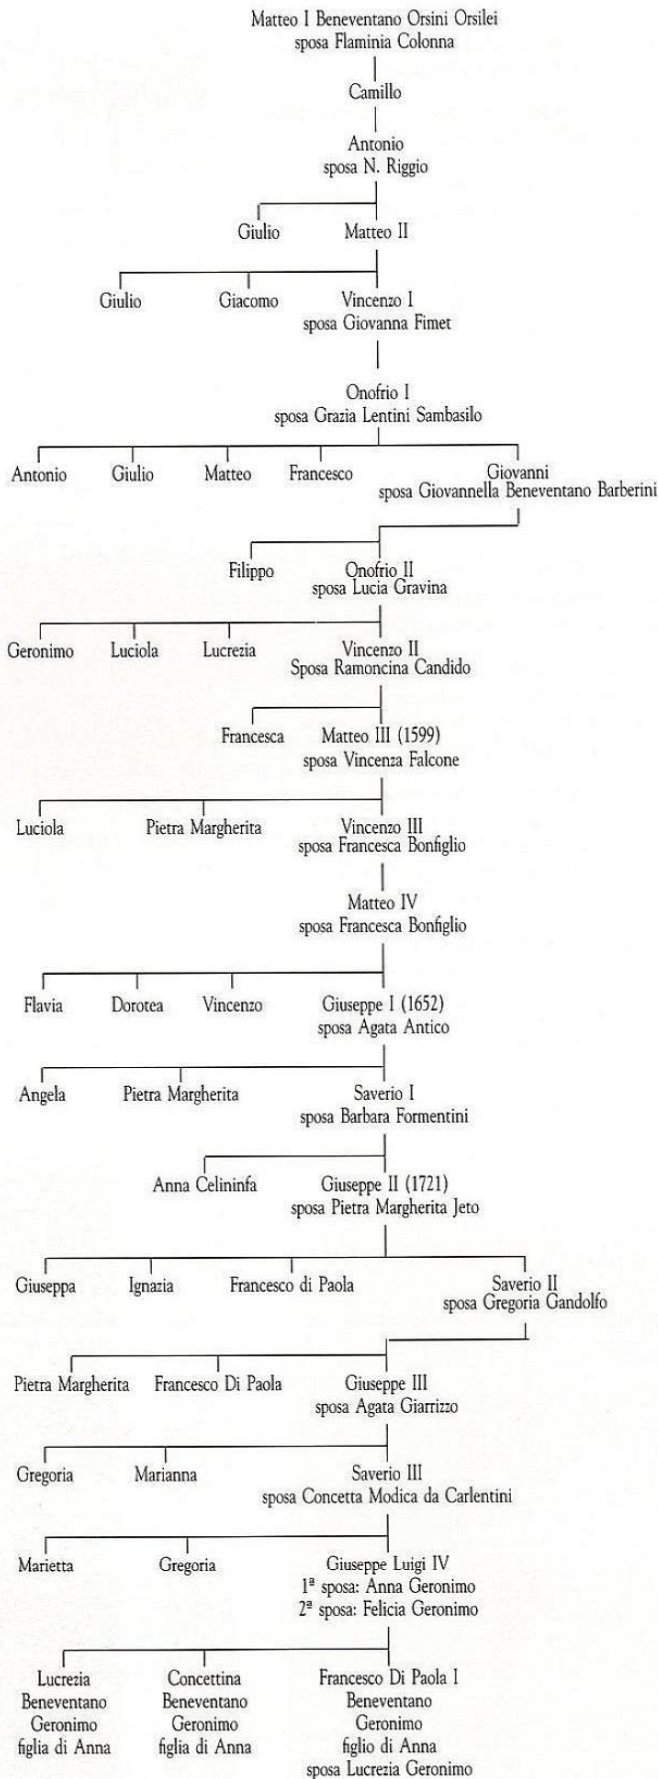 Matteo I Beneventano Orsini Orsilei
sposa Flaminia Colonna
Camillo
Antonio
sposa N. Riggio
Giulio Matteo II
Giulio Giacomo Vincenzo I
sposa Giovanna Fimet
Onofrio I
sposa Grazia Lentini Sambasilo
Antonio Giulio Matteo Francesco Giovanni
sposa Giovannella Beneventano Barberini
Filippo Onofrio II
sposa Lucia Gravina
Geronimo Luciola Lucrezia Vincenzo II
Sposa Ramoncina Candido
Francesca Matteo III (1599)
sposa Vincenza Falcone
Luciola Pietra Margherita Vincenzo III
sposa Francesca Bonfiglio
Matteo IV
sposa Francesca Bonfiglio
Flavia Dorotea Vincenzo Giuseppe I (1652)
sposa Agata Antico
Angela Pietra Margherita Saverio I
sposa Barbara Formentini
Anna Celininfa Giuseppe II (1721)
sposa Pietra Margherita Jeto
Giuseppa Ignazia Francesco di Paola Saverio II
sposa Gregoria Gandolfo
Pietra Margherita Francesco Di Paola Giuseppe III
sposa Agata Giarrizzo
Gregoria Marianna Saverio III
sposa Concetta Modica da Carlentini
Marietta Gregoria Giuseppe Luigi IV
1ª sposa: Anna Geronimo
2ª sposa: Felicia Geronimo
Lucrezia Concettina Francesco Di Paola I
Beneventano Beneventano Beneventano
Geronimo Geronimo Geronimo
figlia di Anna figlia di Anna figlio di Anna
sposa Lucrezia Geronimo